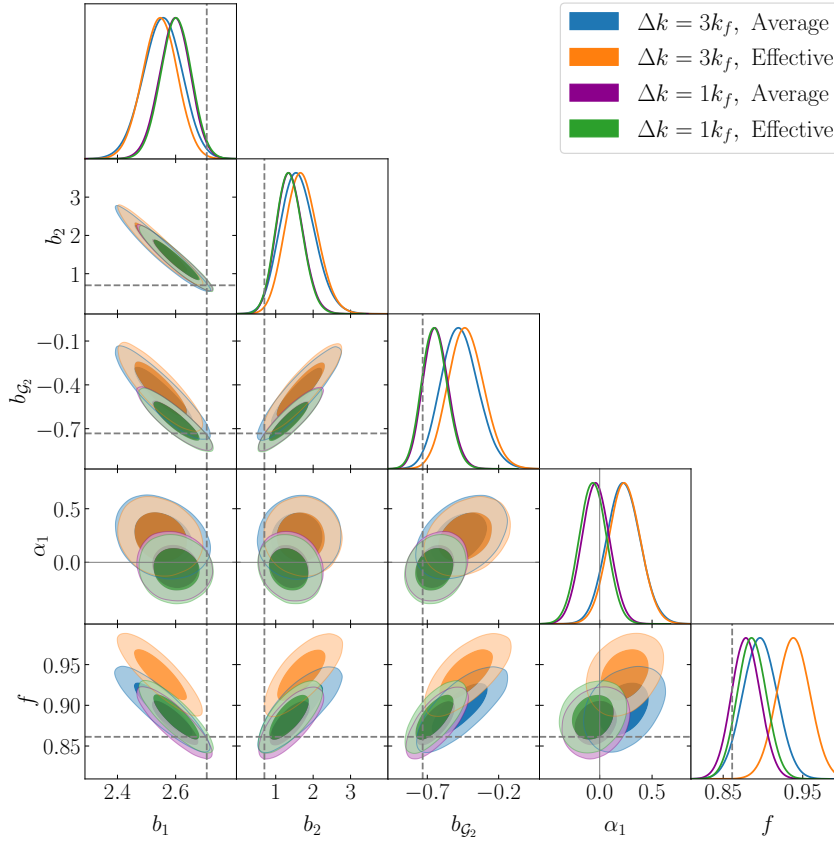 Δk = 3k_f, Average
Δk = 3k_f, Effective
Δk = 1k_f, Average
Δk = 1k_f, Effective
3
2
1
b_2
−0.1
−0.4
−0.7
b_{𝒢_2}
0.5
0.0
α_1
0.95
0.90
0.85
f
2.4 2.6 1 2 3 −0.7 −0.2 0.0 0.5 0.85 0.95
b_1 b_2 b_{𝒢_2} α_1 f